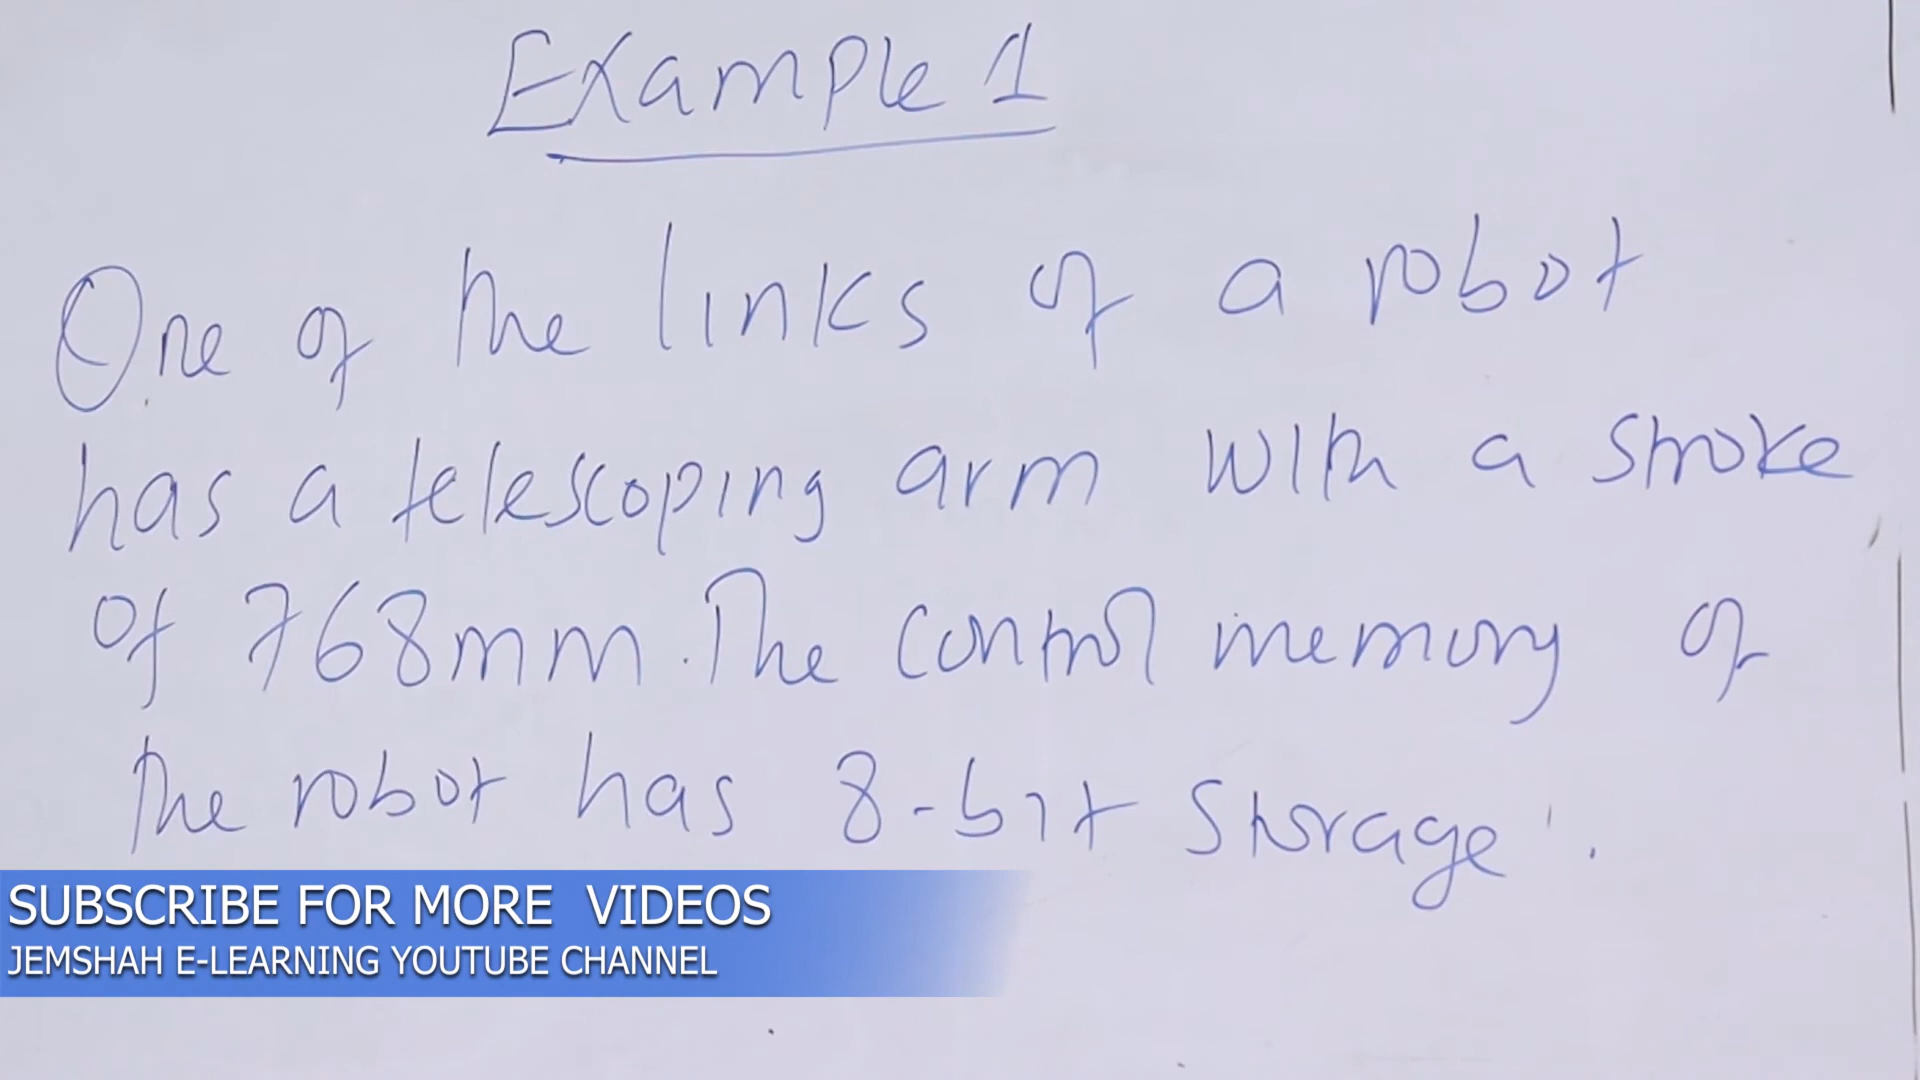 Example 1
One of the links of a robot
has a telescoping arm with a stroke
of 768mm. The control memory of
the robot has 8-bit storage.
SUBSCRIBE FOR MORE VIDEOS
JEMSHAH E-LEARNING YOUTUBE CHANNEL